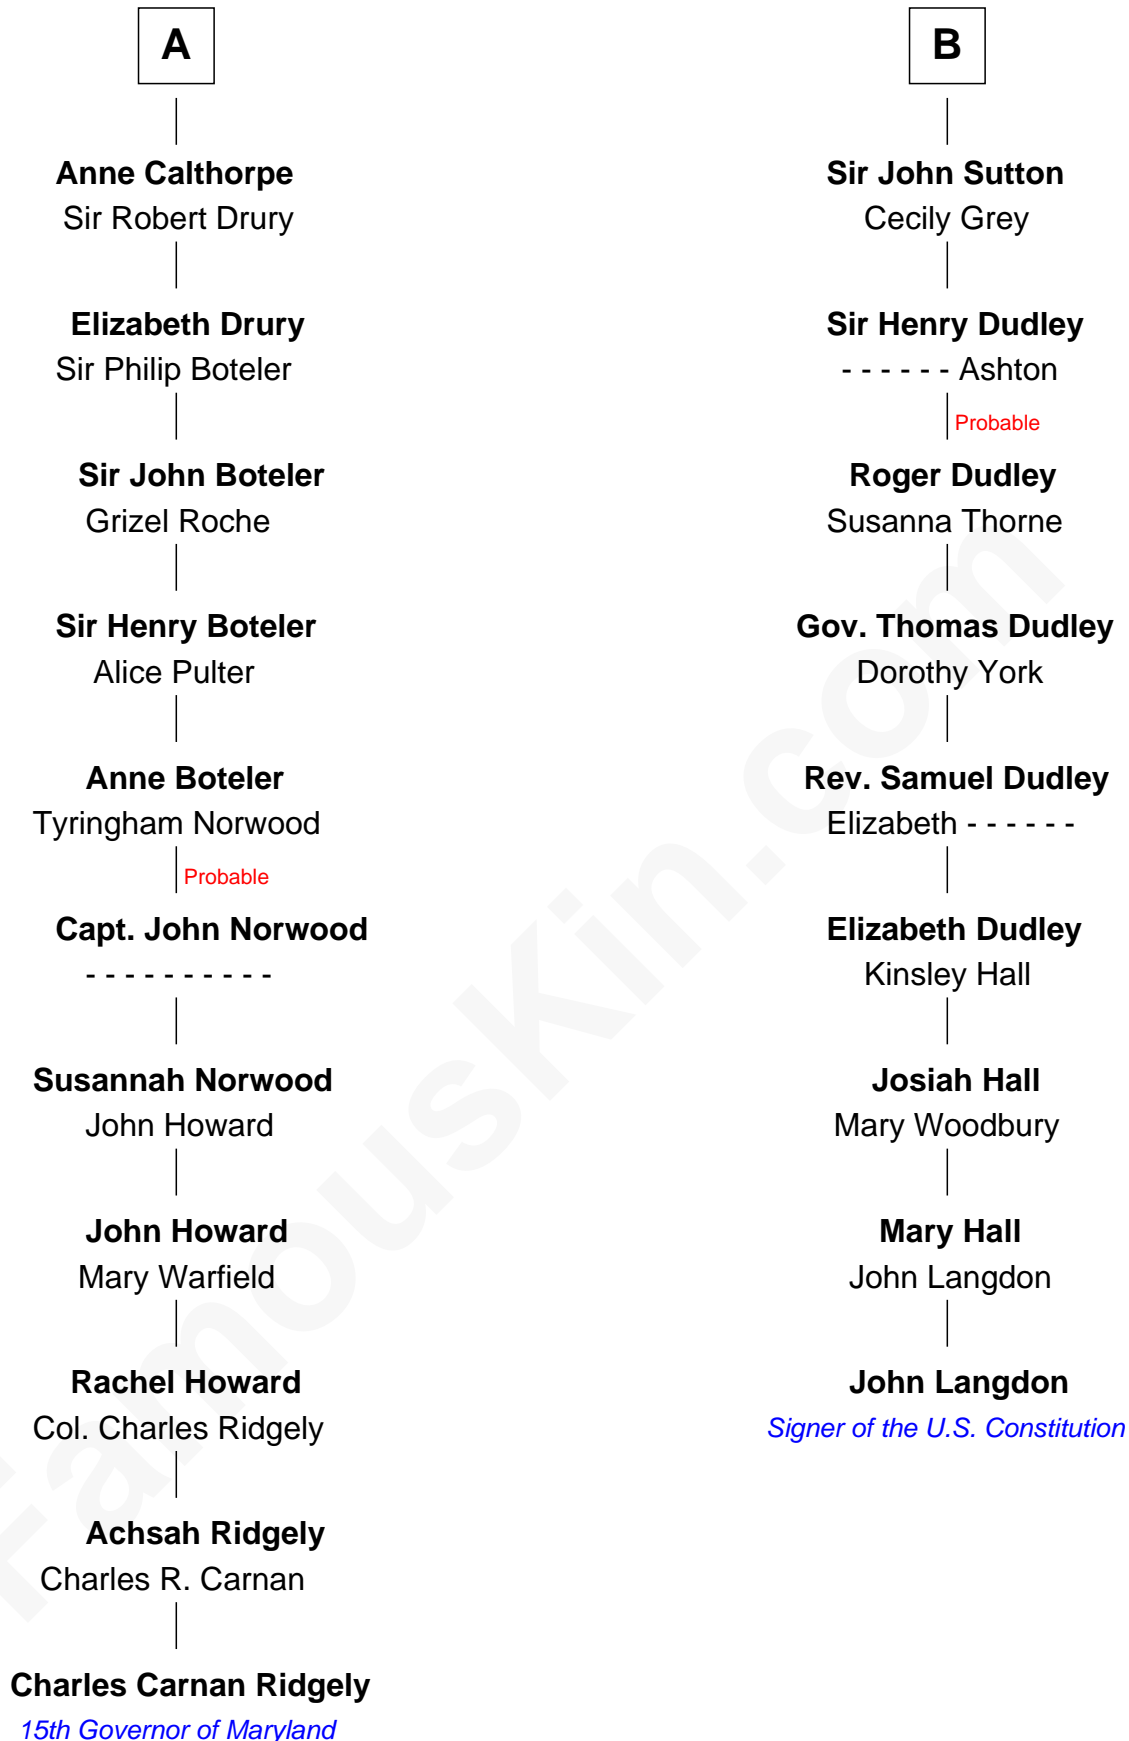 A
Anne Calthorpe
Sir Robert Drury
Elizabeth Drury
Sir Philip Boteler
Sir John Boteler
Grizel Roche
Sir Henry Boteler
Alice Pulter
Anne Boteler
Tyringham Norwood
Probable
Capt. John Norwood
- - - - - - - - - -
Susannah Norwood
John Howard
John Howard
Mary Warfield
Rachel Howard
Col. Charles Ridgely
Achsah Ridgely
Charles R. Carnan
Charles Carnan Ridgely
15th Governor of Maryland
B
Sir John Sutton
Cecily Grey
Sir Henry Dudley
- - - - - - Ashton
Probable
Roger Dudley
Susanna Thorne
Gov. Thomas Dudley
Dorothy York
Rev. Samuel Dudley
Elizabeth - - - - - -
Elizabeth Dudley
Kinsley Hall
Josiah Hall
Mary Woodbury
Mary Hall
John Langdon
John Langdon
Signer of the U.S. Constitution
FamousKin.com